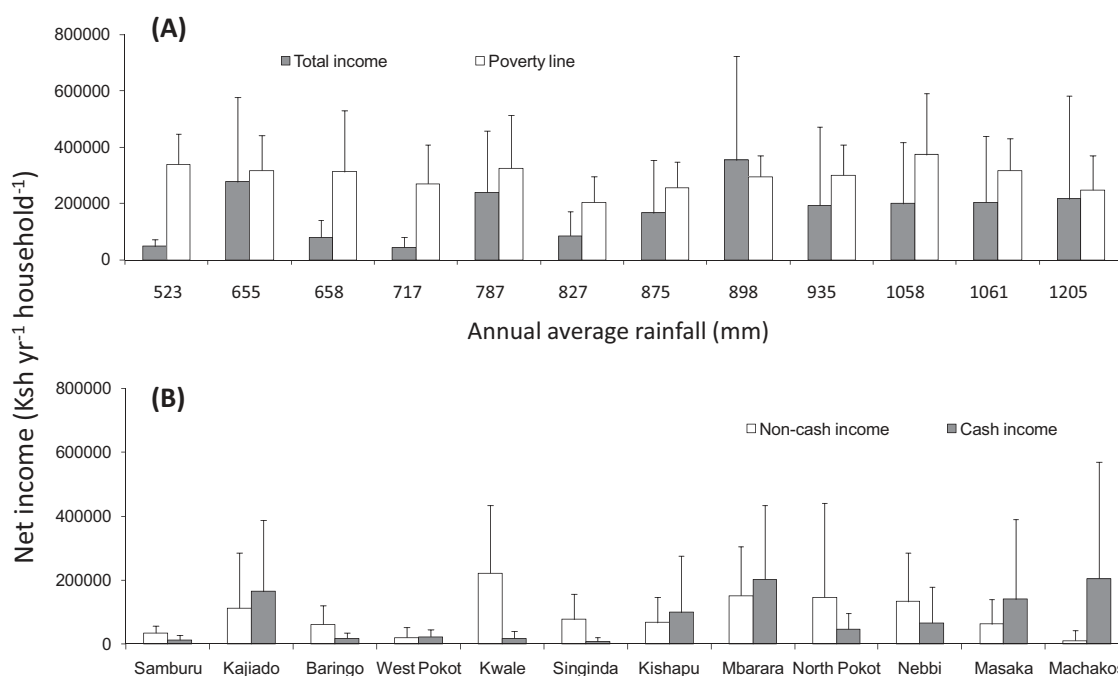 (A)
800000
Total income
Poverty line
600000
400000
200000
0
523 655 658 717 787 827 875 898 935 1058 1061 1205
Annual average rainfall (mm)
Net income (Ksh yr-1 household-1)
(B)
800000
Non-cash income
Cash income
600000
400000
200000
0
Samburu Kajiado Baringo West Pokot Kwale Singinda Kishapu Mbarara North Pokot Nebbi Masaka Machakos